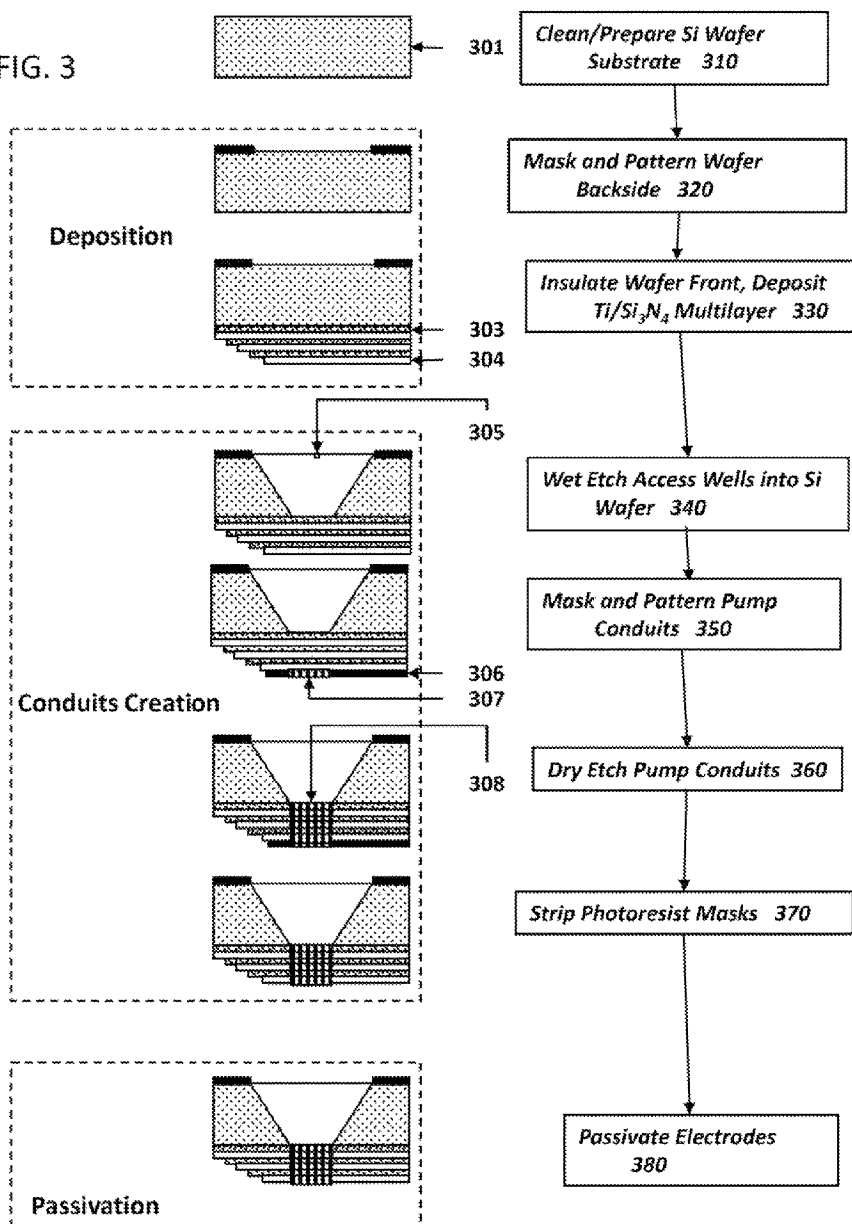 FIG. 3
301
Clean/Prepare Si Wafer
Substrate 310
Mask and Pattern Wafer
Backside 320
Deposition
Insulate Wafer Front, Deposit
Ti/Si₃N₄ Multilayer 330
303
304
305
Wet Etch Access Wells into Si
Wafer 340
Mask and Pattern Pump
Conduits 350
306
307
Conduits Creation
308
Dry Etch Pump Conduits 360
Strip Photoresist Masks 370
Passivate Electrodes
380
Passivation